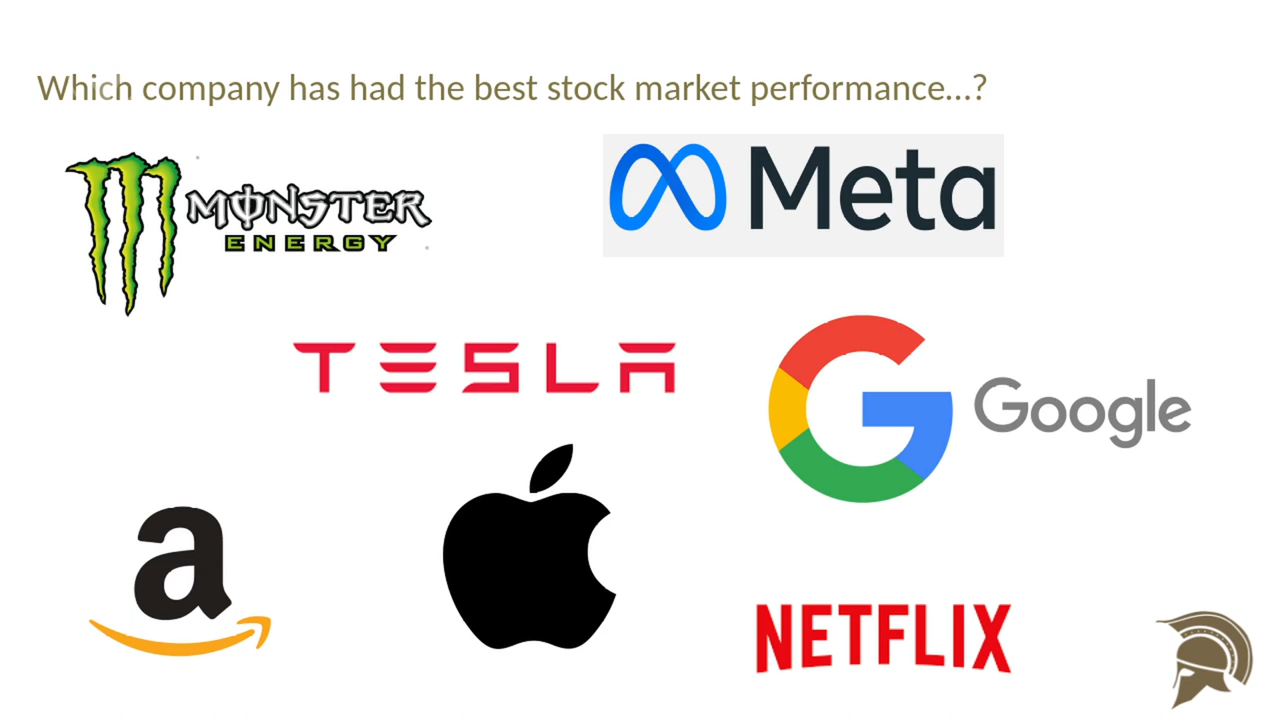 Which company has had the best stock market performance...?
MONSTER
ENERGY
Meta
TESLA
Google
a
NETFLIX